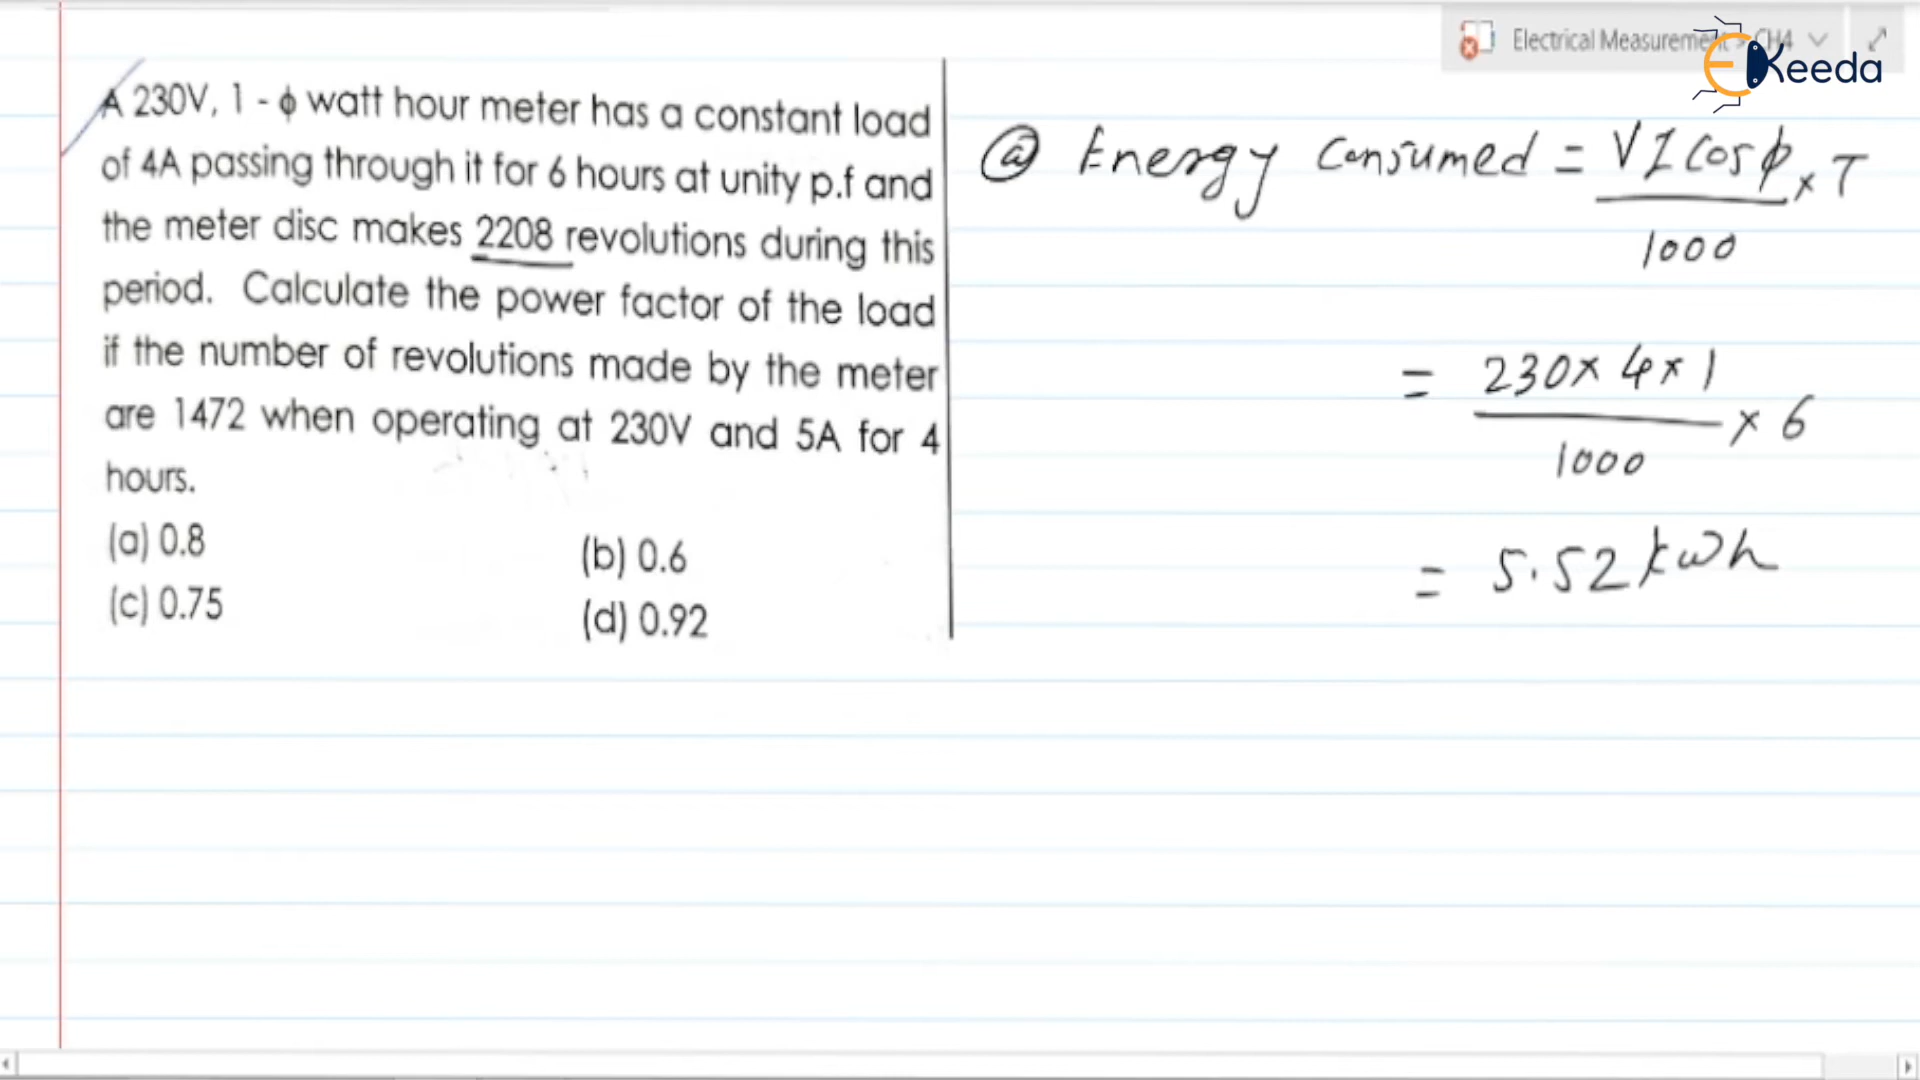 Electrical Measurement > CH4
EKeeda
A 230V, 1 - ϕ watt hour meter has a constant load
of 4A passing through it for 6 hours at unity p.f and
the meter disc makes 2208 revolutions during this
period. Calculate the power factor of the load
if the number of revolutions made by the meter
are 1472 when operating at 230V and 5A for 4
hours.
(a) 0.8
(b) 0.6
(c) 0.75
(d) 0.92
ⓐ Energy Consumed = VI Cosϕ × T
1000
= 230 × 4 × 1 × 6
1000
= 5.52 kwh